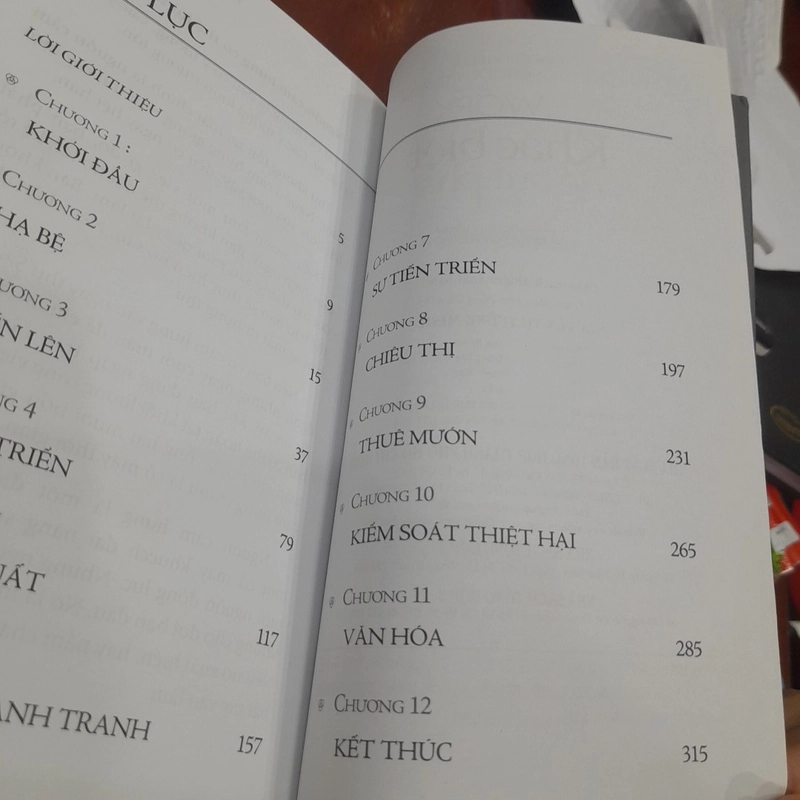 LỤC
LỜI GIỚI THIỆU
5
CHƯƠNG 1 :
KHỞI ĐẦU
9
CHƯƠNG 2
HẠ BỆ
15
CHƯƠNG 3
LÊN
37
4
TRIỂN
79
117
ANH TRANH
157
CHƯƠNG 7
SỰ TIẾN TRIỂN
179
CHƯƠNG 8
CHIÊU THỊ
197
CHƯƠNG 9
THUÊ MƯỚN
231
CHƯƠNG 10
KIỂM SOÁT THIỆT HẠI
265
CHƯƠNG 11
VĂN HÓA
285
CHƯƠNG 12
KẾT THÚC
315